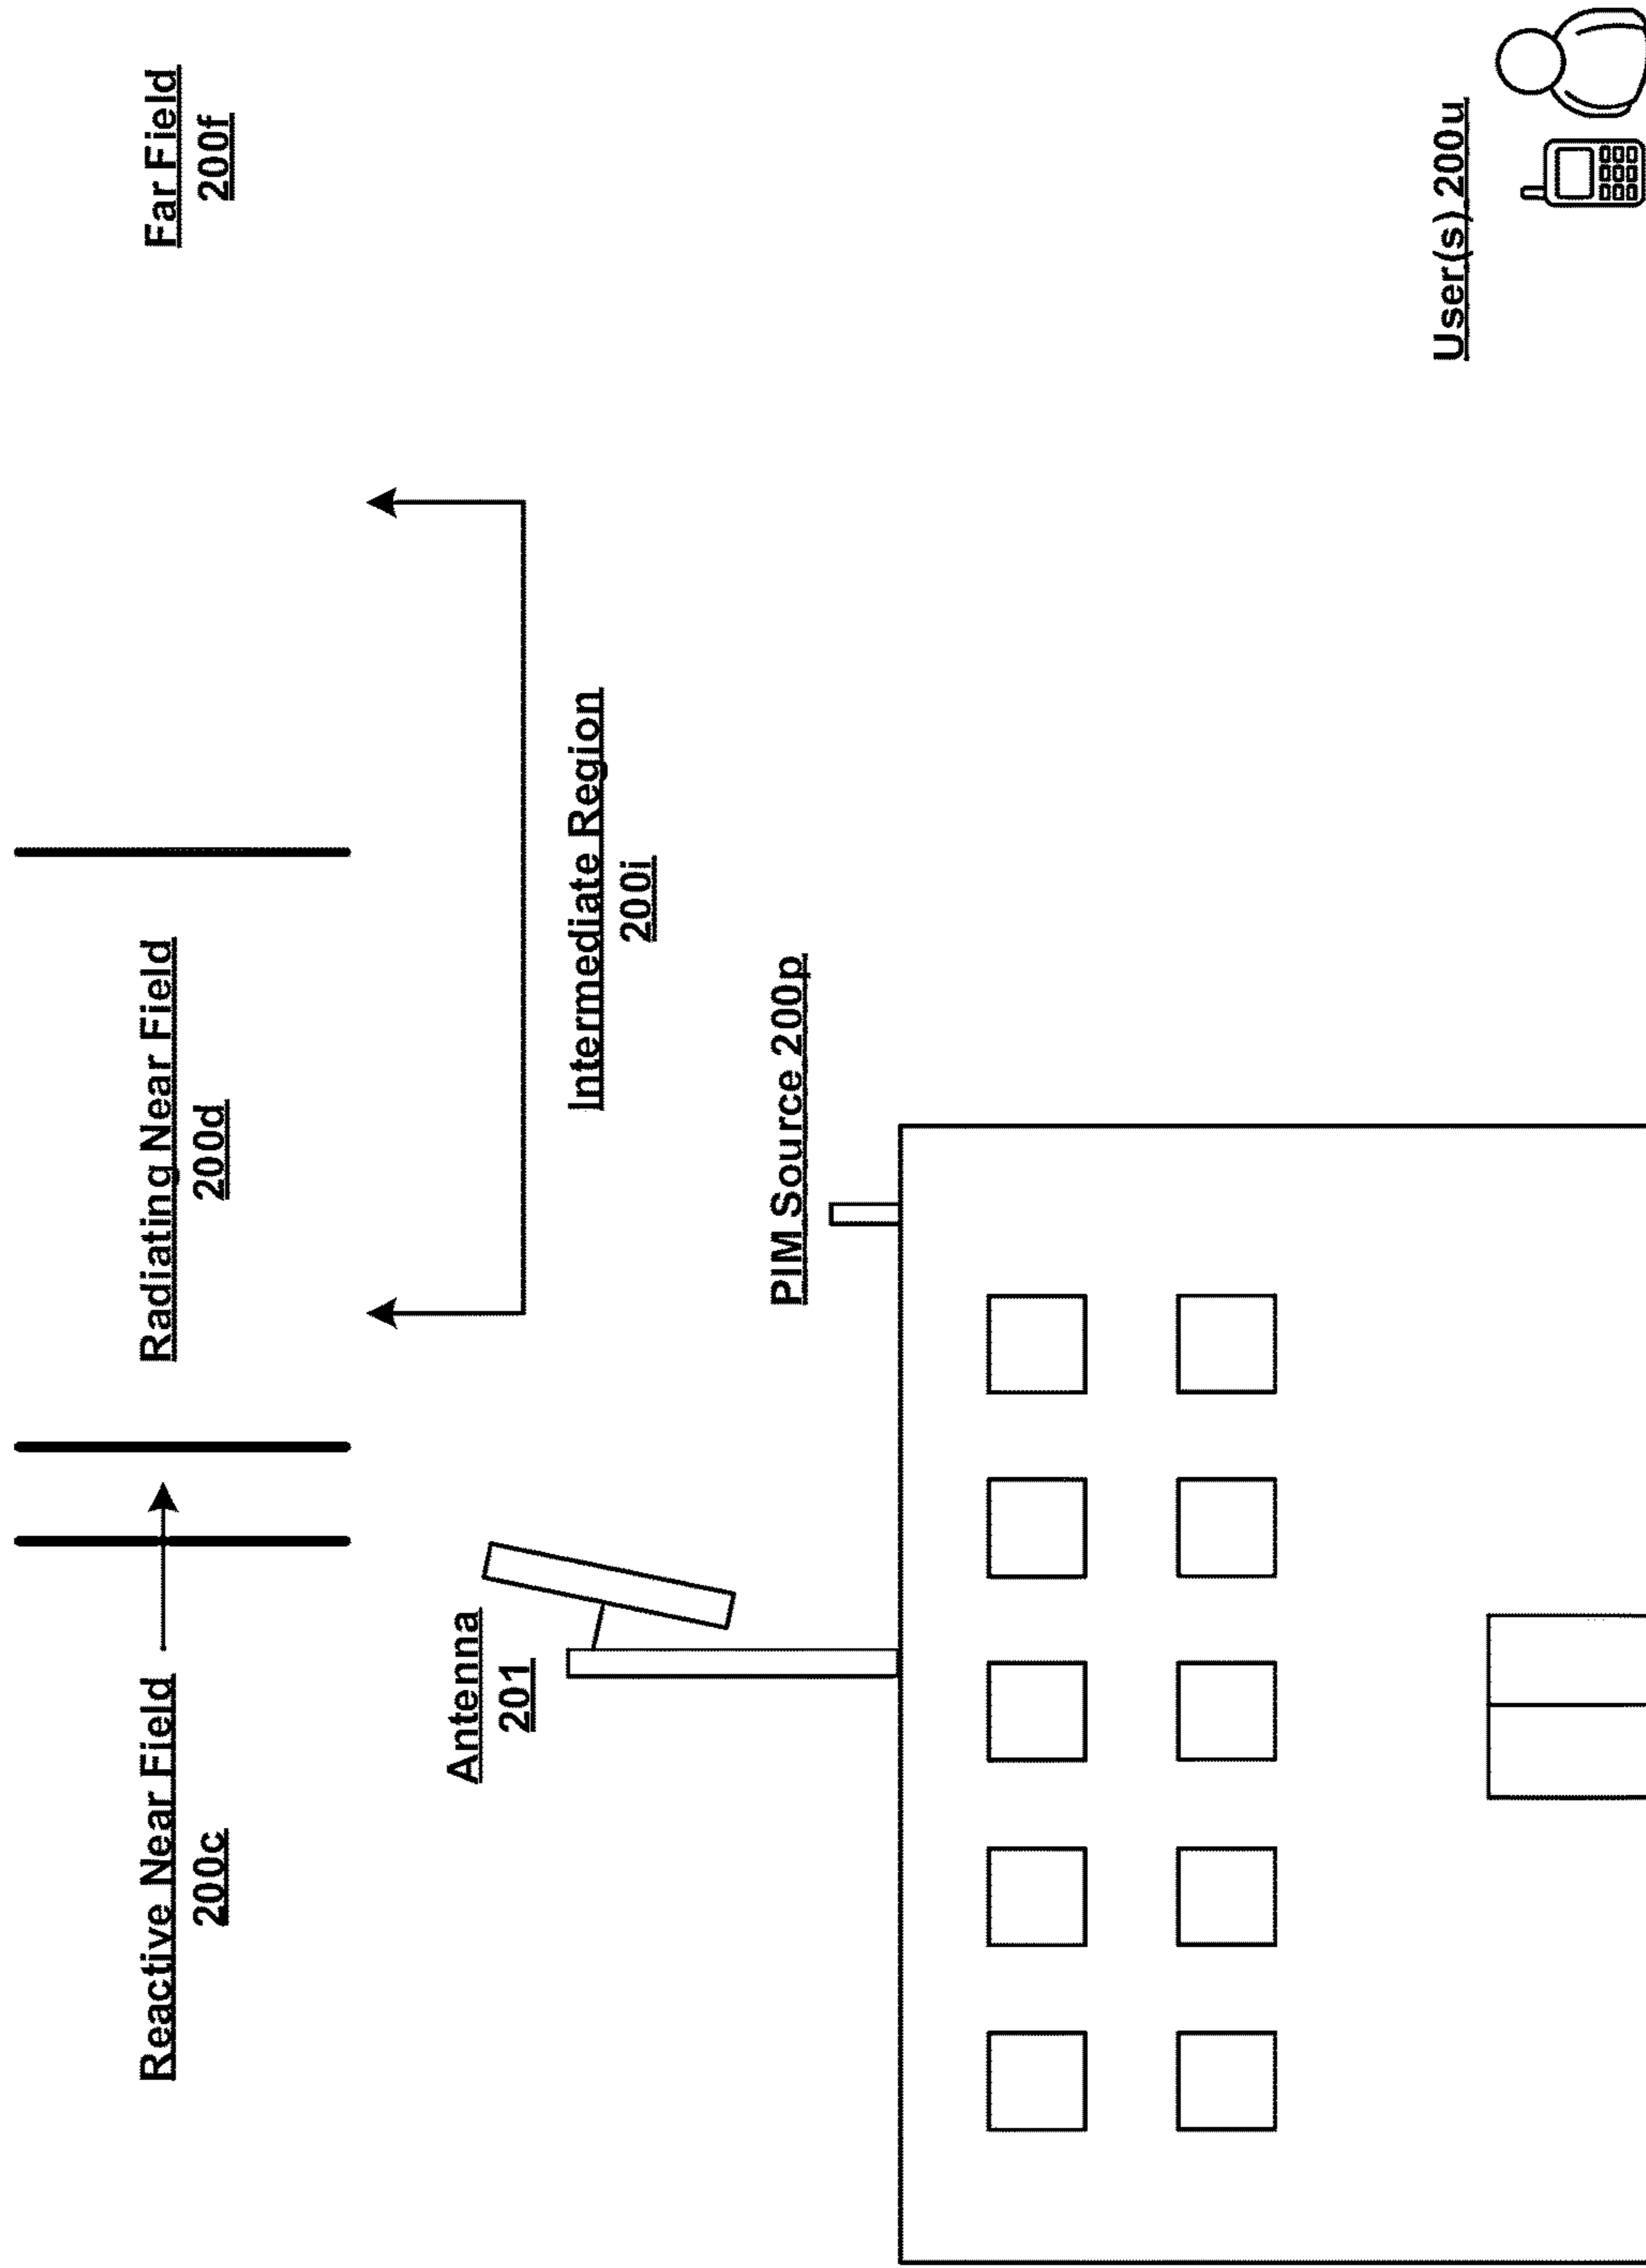 Reactive Near Field
200c
Radiating Near Field
200d
Far Field
200f
Antenna
201
Intermediate Region
200i
PIM Source 200p
User(s) 200u